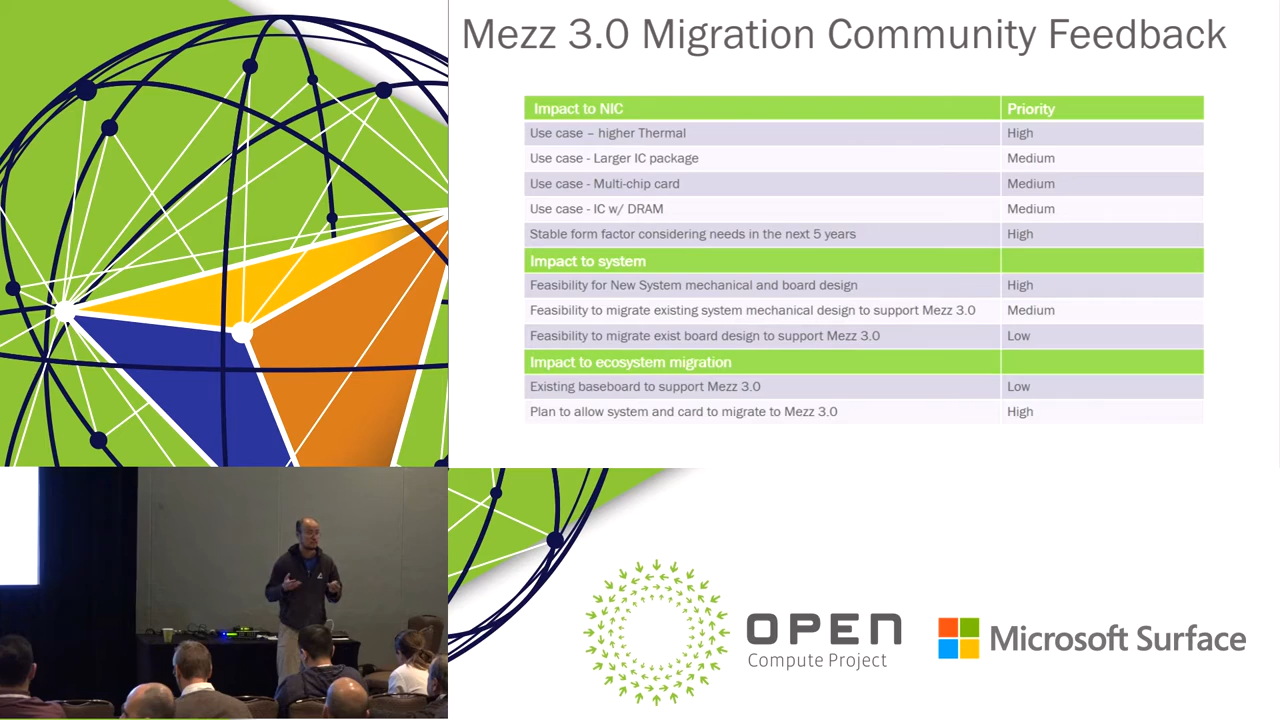 Mezz 3.0 Migration Community Feedback
Impact to NIC Priority
Use case – higher Thermal High
Use case - Larger IC package Medium
Use case - Multi-chip card Medium
Use case - IC w/ DRAM Medium
Stable form factor considering needs in the next 5 years High
Impact to system
Feasibility for New System mechanical and board design High
Feasibility to migrate existing system mechanical design to support Mezz 3.0 Medium
Feasibility to migrate exist board design to support Mezz 3.0 Low
Impact to ecosystem migration
Existing baseboard to support Mezz 3.0 Low
Plan to allow system and card to migrate to Mezz 3.0 High
OPEN
Compute Project
Microsoft Surface